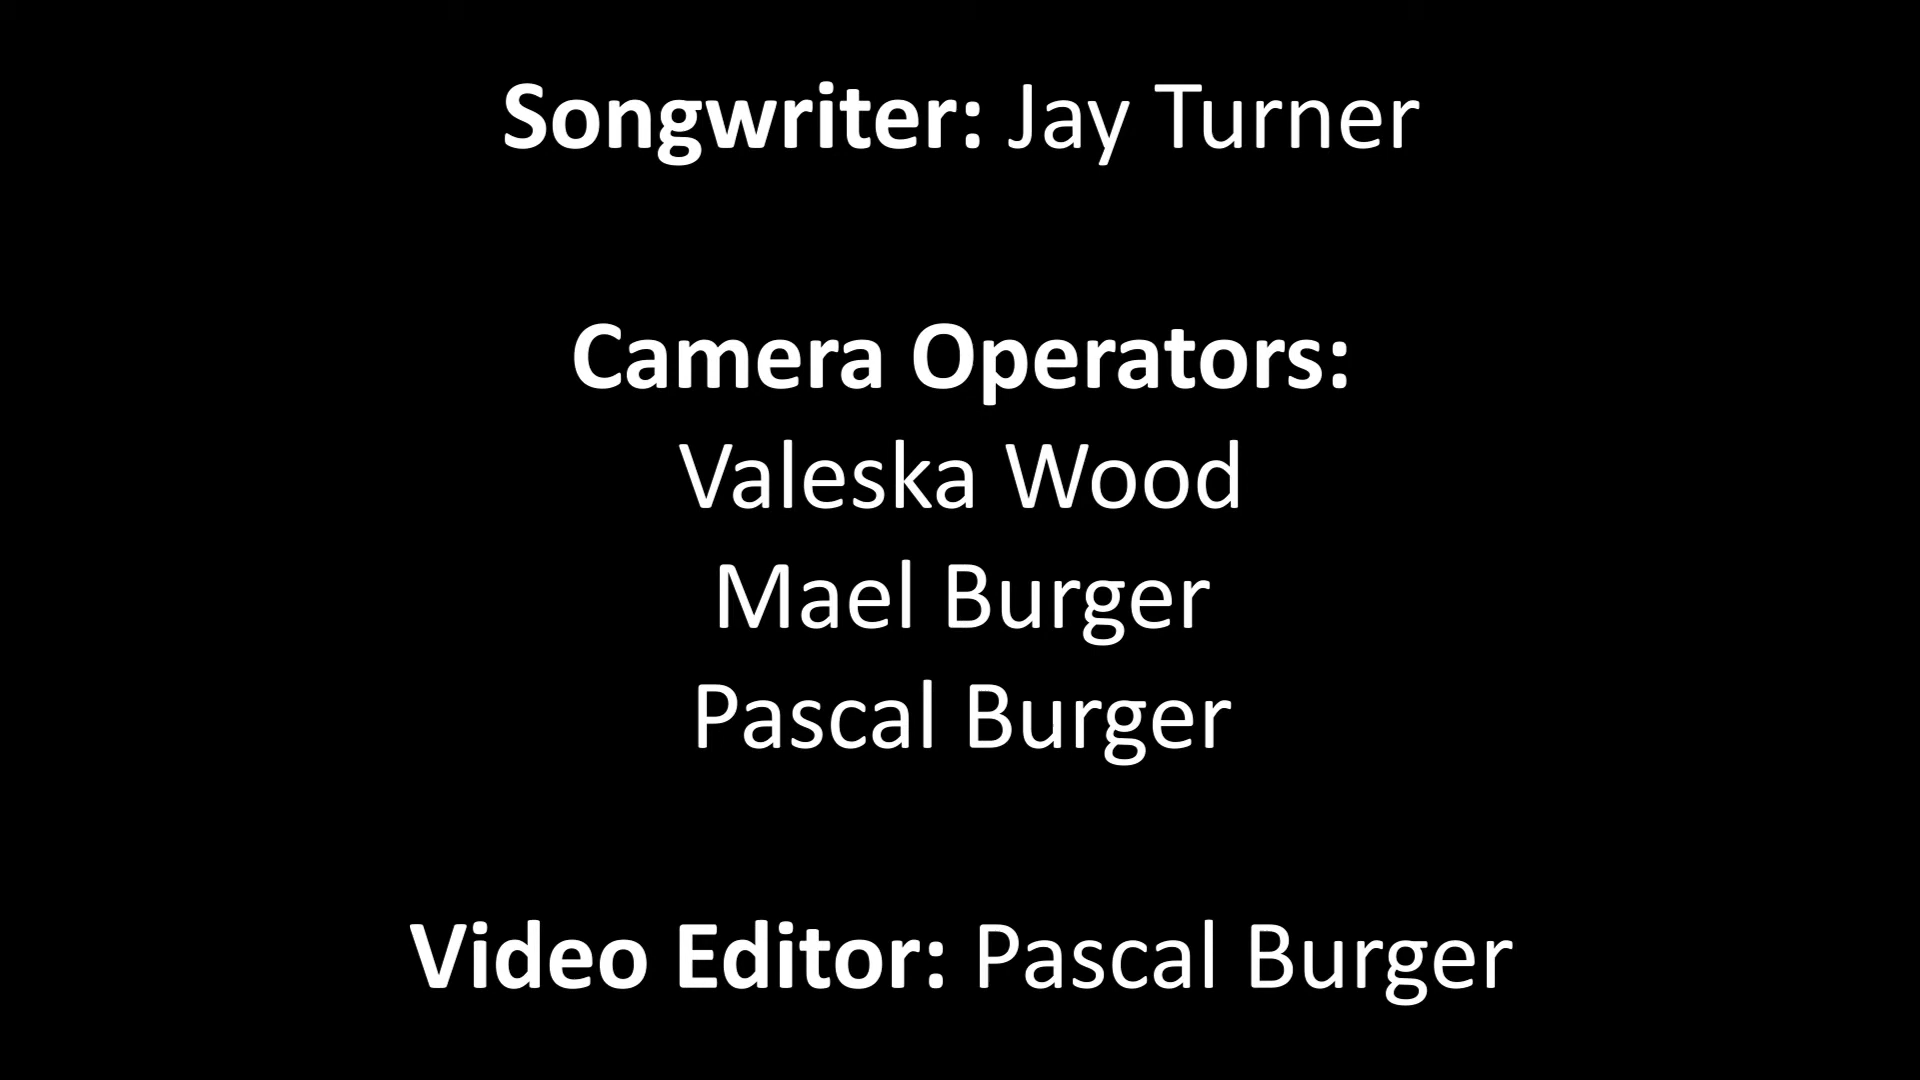 Songwriter: Jay Turner
Camera Operators:
Valeska Wood
Mael Burger
Pascal Burger
Video Editor: Pascal Burger